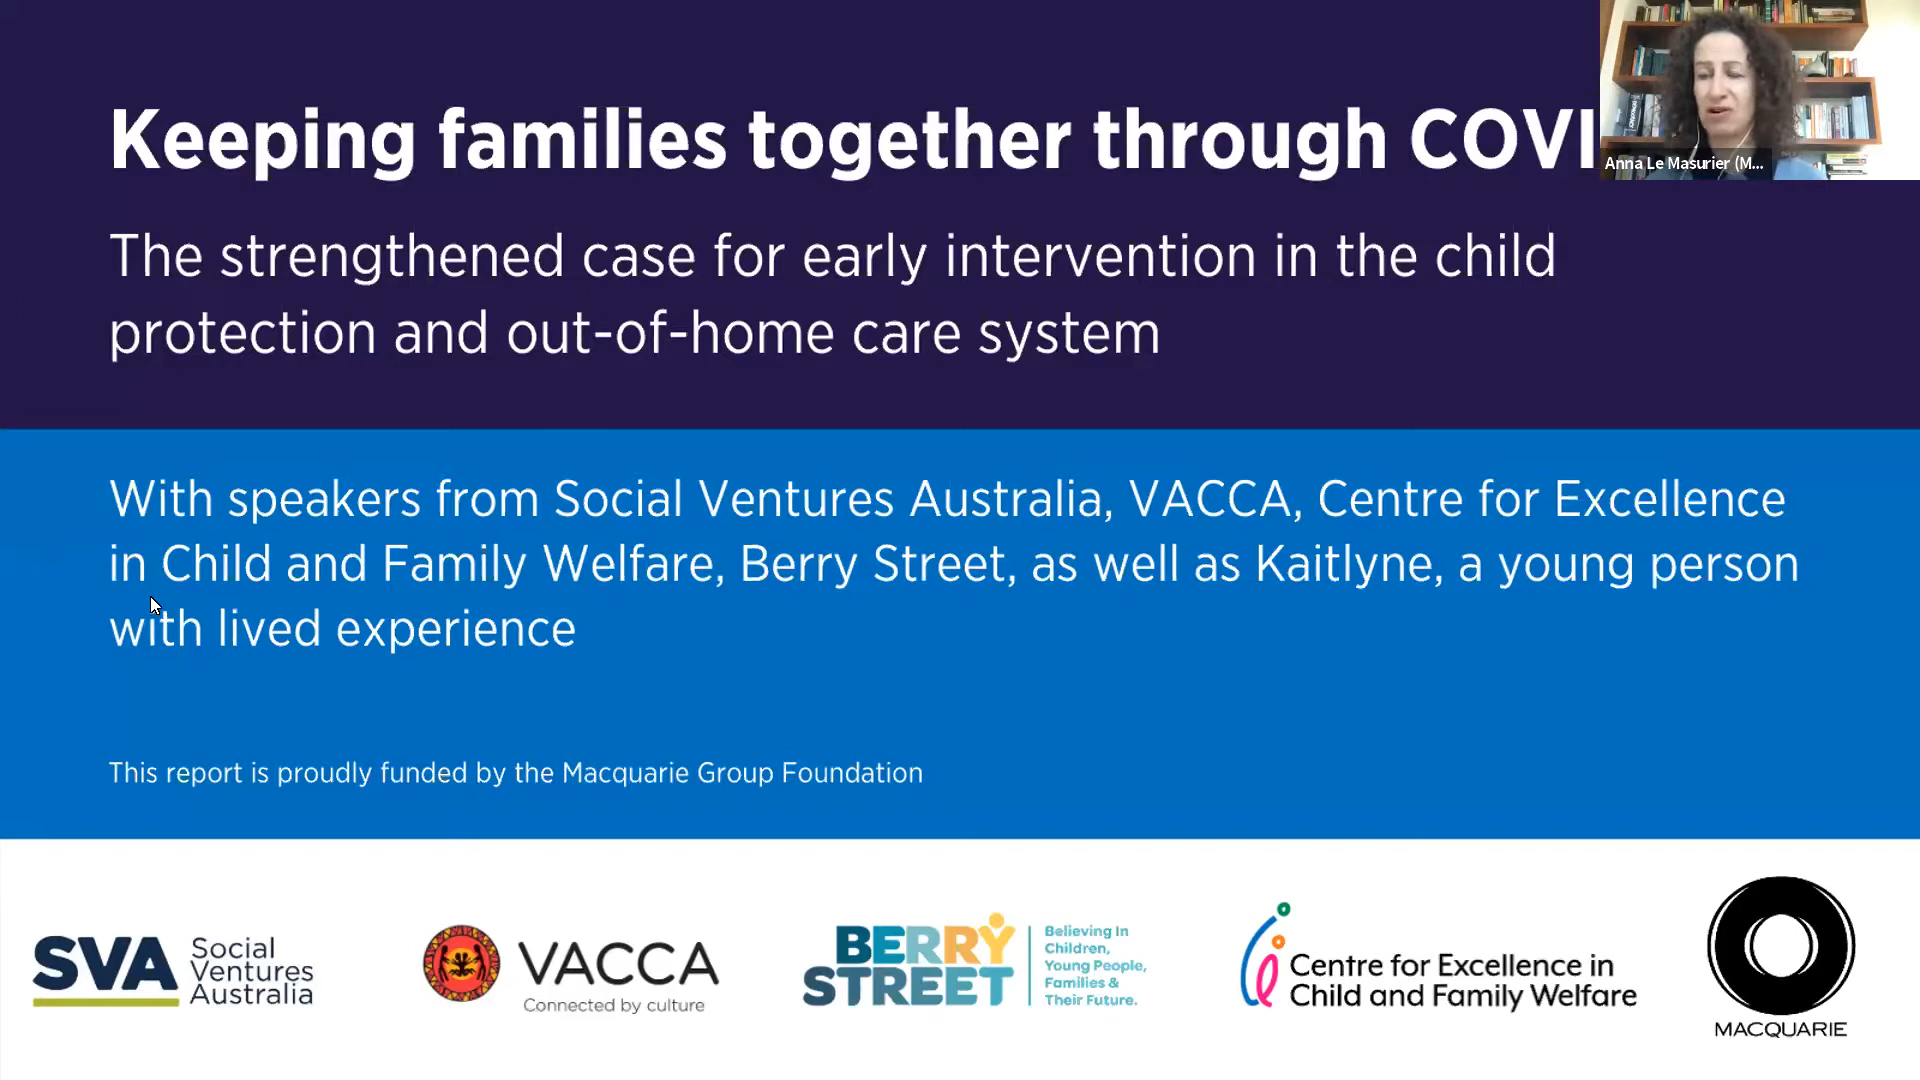 Keeping families together through COVI
Anna Le Masurier (M...
The strengthened case for early intervention in the child
protection and out-of-home care system
With speakers from Social Ventures Australia, VACCA, Centre for Excellence
in Child and Family Welfare, Berry Street, as well as Kaitlyne, a young person
with lived experience
This report is proudly funded by the Macquarie Group Foundation
SVA
Social
Ventures
Australia
VACCA
Connected by culture
BERRY
STREET
Believing In
Children,
Young People,
Families &
Their Future.
Centre for Excellence in
Child and Family Welfare
MACQUARIE